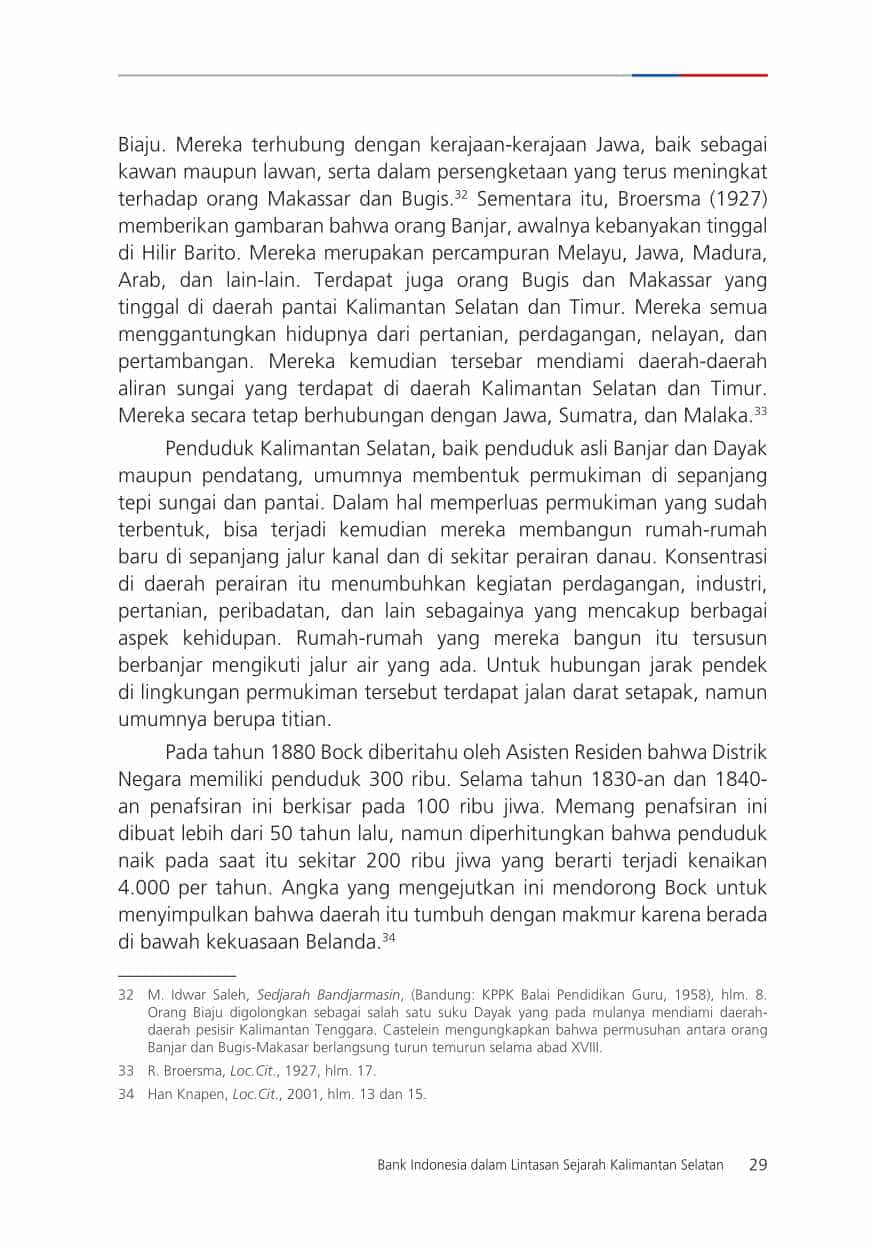 Biaju. Mereka terhubung dengan kerajaan-kerajaan Jawa, baik sebagai
kawan maupun lawan, serta dalam persengketaan yang terus meningkat
terhadap orang Makassar dan Bugis.32 Sementara itu, Broersma (1927)
memberikan gambaran bahwa orang Banjar, awalnya kebanyakan tinggal
di Hilir Barito. Mereka merupakan percampuran Melayu, Jawa, Madura,
Arab, dan lain-lain. Terdapat juga orang Bugis dan Makassar yang
tinggal di daerah pantai Kalimantan Selatan dan Timur. Mereka semua
menggantungkan hidupnya dari pertanian, perdagangan, nelayan, dan
pertambangan. Mereka kemudian tersebar mendiami daerah-daerah
aliran sungai yang terdapat di daerah Kalimantan Selatan dan Timur.
Mereka secara tetap berhubungan dengan Jawa, Sumatra, dan Malaka.33
Penduduk Kalimantan Selatan, baik penduduk asli Banjar dan Dayak
maupun pendatang, umumnya membentuk permukiman di sepanjang
tepi sungai dan pantai. Dalam hal memperluas permukiman yang sudah
terbentuk, bisa terjadi kemudian mereka membangun rumah-rumah
baru di sepanjang jalur kanal dan di sekitar perairan danau. Konsentrasi
di daerah perairan itu menumbuhkan kegiatan perdagangan, industri,
pertanian, peribadatan, dan lain sebagainya yang mencakup berbagai
aspek kehidupan. Rumah-rumah yang mereka bangun itu tersusun
berbanjar mengikuti jalur air yang ada. Untuk hubungan jarak pendek
di lingkungan permukiman tersebut terdapat jalan darat setapak, namun
umumnya berupa titian.
Pada tahun 1880 Bock diberitahu oleh Asisten Residen bahwa Distrik
Negara memiliki penduduk 300 ribu. Selama tahun 1830-an dan 1840-
an penafsiran ini berkisar pada 100 ribu jiwa. Memang penafsiran ini
dibuat lebih dari 50 tahun lalu, namun diperhitungkan bahwa penduduk
naik pada saat itu sekitar 200 ribu jiwa yang berarti terjadi kenaikan
4.000 per tahun. Angka yang mengejutkan ini mendorong Bock untuk
menyimpulkan bahwa daerah itu tumbuh dengan makmur karena berada
di bawah kekuasaan Belanda.34
32 M. Idwar Saleh, Sedjarah Bandjarmasin, (Bandung: KPPK Balai Pendidikan Guru, 1958), hlm. 8.
Orang Biaju digolongkan sebagai salah satu suku Dayak yang pada mulanya mendiami daerah-
daerah pesisir Kalimantan Tenggara. Castelein mengungkapkan bahwa permusuhan antara orang
Banjar dan Bugis-Makasar berlangsung turun temurun selama abad XVIII.
33 R. Broersma, Loc.Cit., 1927, hlm. 17.
34 Han Knapen, Loc.Cit., 2001, hlm. 13 dan 15.
Bank Indonesia dalam Lintasan Sejarah Kalimantan Selatan 29